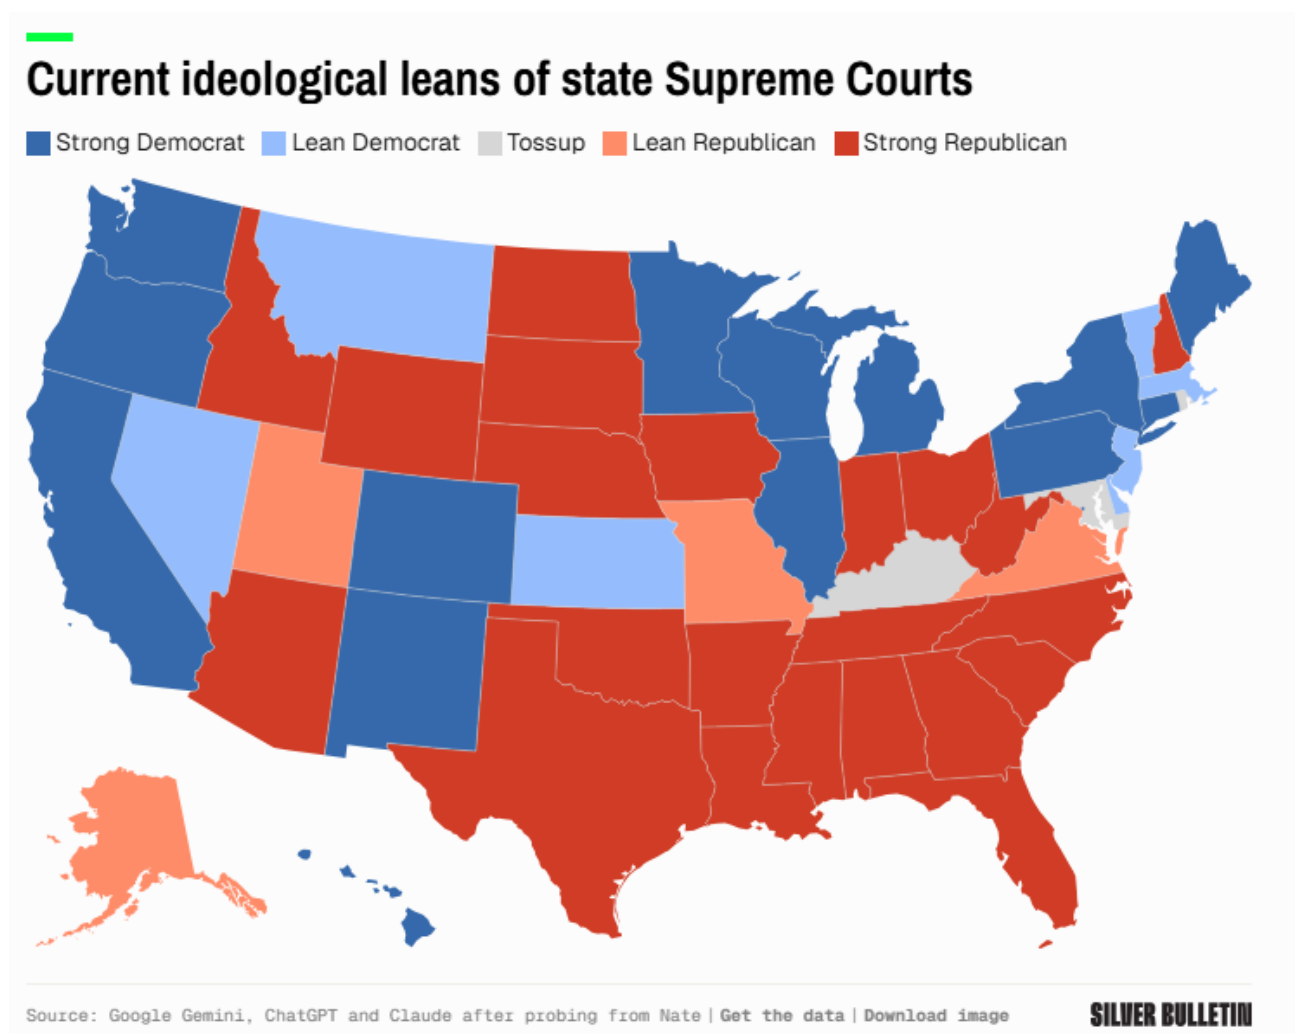 Current ideological leans of state Supreme Courts
Strong Democrat Lean Democrat Tossup Lean Republican Strong Republican
Source: Google Gemini, ChatGPT and Claude after probing from Nate | Get the data | Download image
SILVER BULLETIN